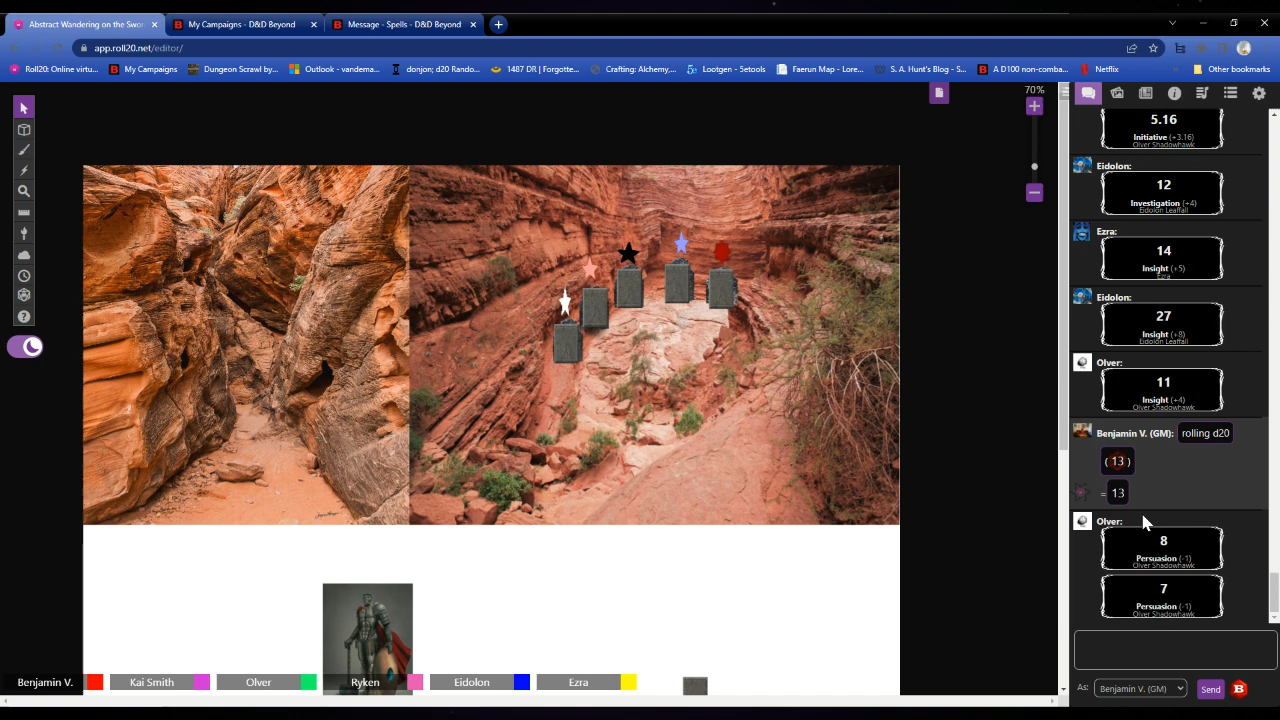 Abstract Wandering on the Swor
My Campaigns - D&D Beyond
Message - Spells - D&D Beyond
app.roll20.net/editor/
Roll20: Online virtu...
My Campaigns
Dungeon Scrawl by...
Outlook - vandema...
donjon; d20 Rando...
1487 DR | Forgotte...
Crafting: Alchemy,...
Lootgen - 5etools
Faerun Map - Lore...
S. A. Hunt's Blog - S...
A D100 non-comba...
Netflix
Other bookmarks
70%
5.16
Initiative (+3.16)
Olver Shadowhawk
Eidolon:
12
Investigation (+4)
Eidolon Leaffall
Ezra:
14
Insight (+5)
Ezra
Eidolon:
27
Insight (+8)
Eidolon Leaffall
Olver:
11
Insight (+4)
Olver Shadowhawk
Benjamin V. (GM): rolling d20
(13)
=13
Olver:
8
Persuasion (-1)
Olver Shadowhawk
7
Persuasion (-1)
Olver Shadowhawk
Benjamin V.
Kai Smith
Olver
Ryken
Eidolon
Ezra
As: Benjamin V. (GM) Send